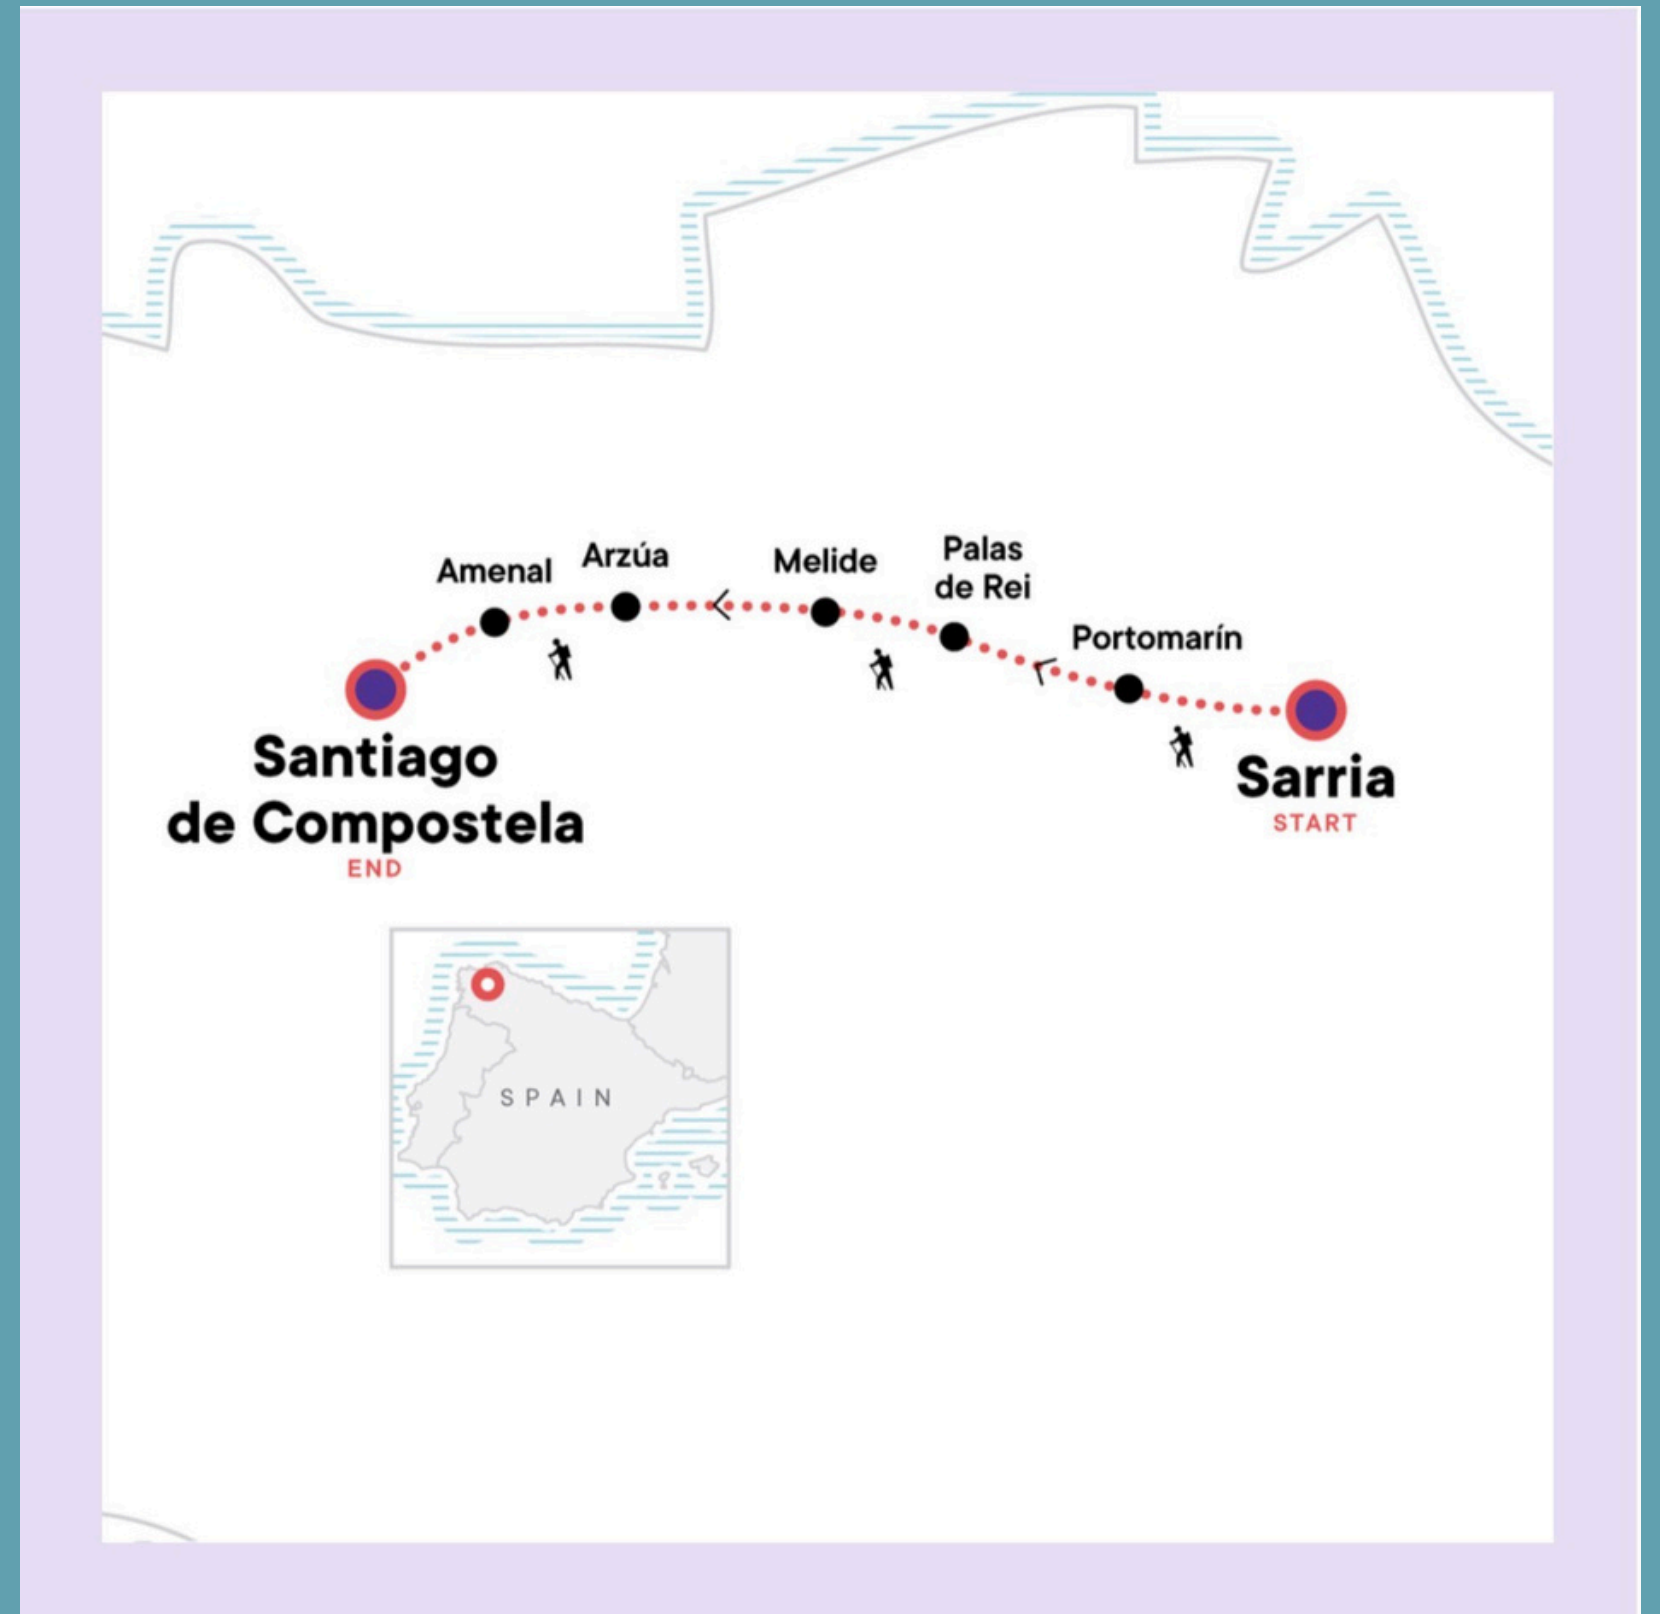 Amenal
Arzúa
Melide
Palas
de Rei
Portomarín
Santiago
de Compostela
END
Sarria
START
SPAIN